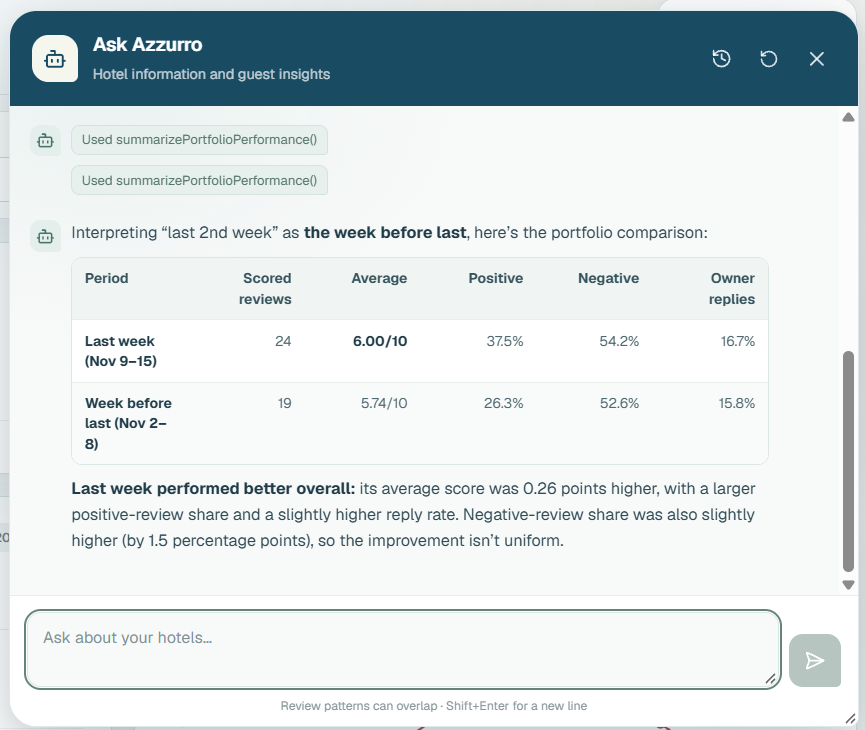 Ask Azzurro
Hotel information and guest insights
Used summarizePortfolioPerformance()
Used summarizePortfolioPerformance()
Interpreting “last 2nd week” as the week before last, here’s the portfolio comparison:
Period Scored Average Positive Negative Owner
reviews replies
Last week 24 6.00/10 37.5% 54.2% 16.7%
(Nov 9–15)
Week before 19 5.74/10 26.3% 52.6% 15.8%
last (Nov 2–
8)
Last week performed better overall: its average score was 0.26 points higher, with a larger
positive-review share and a slightly higher reply rate. Negative-review share was also slightly
higher (by 1.5 percentage points), so the improvement isn’t uniform.
Ask about your hotels...
Review patterns can overlap · Shift+Enter for a new line